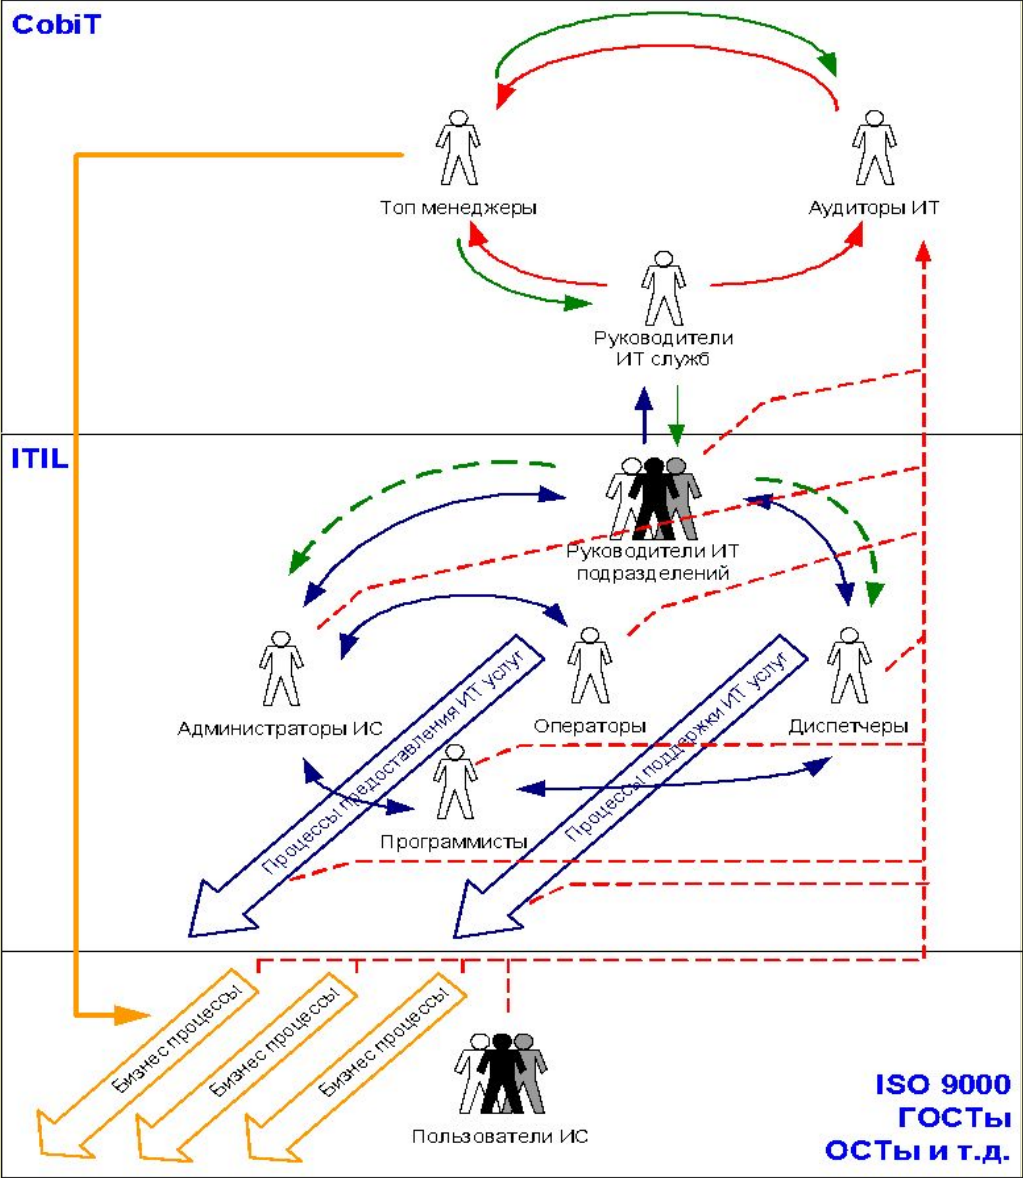 CobiT
Топ менеджеры
Аудиторы ИТ
Руководители
ИТ служб
ITIL
Руководители ИТ
подразделений
Администраторы ИС
Операторы
Диспетчеры
Процессы предоставления ИТ услуг
Процессы поддержки ИТ услуг
Программисты
Бизнес процессы
Бизнес процессы
Бизнес процессы
Пользователи ИС
ISO 9000
ГОСТы
ОСТы и т.д.